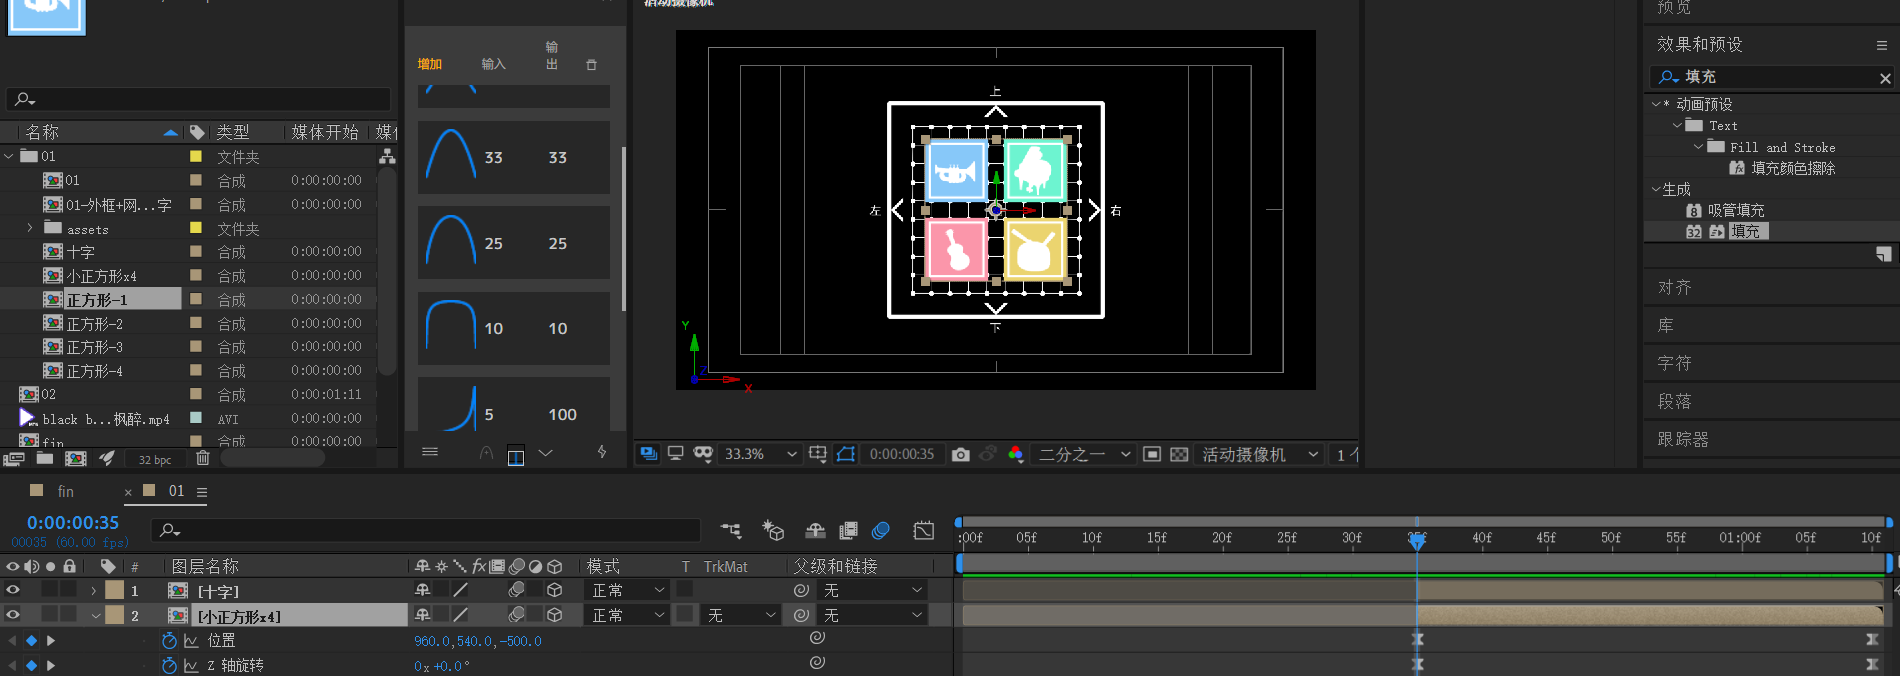 活动摄像机
预览
效果和预设
填充
动画预设
Text
Fill and Stroke
填充颜色擦除
生成
吸管填充
填充
对齐
库
字符
段落
跟踪器
增加
输入
输出
33 33
25 25
10 10
5 100
名称 类型 媒体开始
01 文件夹
01 合成 0:00:00:00
01-外框+网...字 合成 0:00:00:00
assets 文件夹
十字 合成 0:00:00:00
小正方形x4 合成 0:00:00:00
正方形-1 合成 0:00:00:00
正方形-2 合成 0:00:00:00
正方形-3 合成 0:00:00:00
正方形-4 合成 0:00:00:00
02 合成 0:00:01:11
black b...枫醉.mp4 AVI 0:00:00:00
fin 合成 0:00:00:00
32 bpc
上
左
右
下
Y
Z
X
33.3%
0:00:00:35
二分之一
活动摄像机
1个
fin
01
0:00:00:35
00035 (60.00 fps)
:00f 05f 10f 15f 20f 25f 30f 35f 40f 45f 50f 55f 01:00f 05f 10f
# 图层名称 fx 模式 T TrkMat 父级和链接
1 [十字] 正常 无
2 [小正方形x4] 正常 无 无
位置 960.0,540.0,-500.0
Z 轴旋转 0x+0.0°